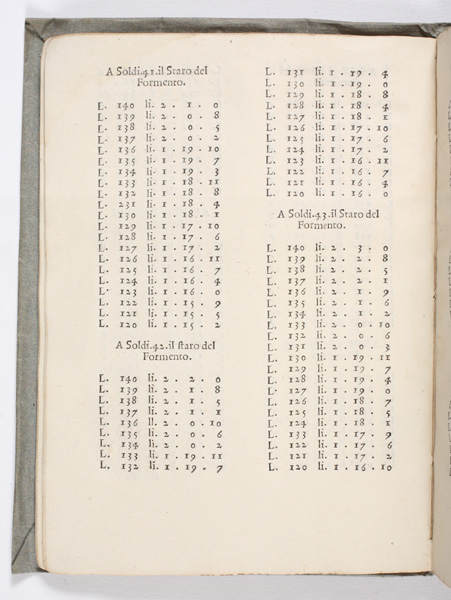 A Soldi.41.il Staro del
Formento.
L. 140 li. 2 . 1 . 0
L. 139 li. 2 . 0 . 8
L. 138 li. 2 . 0 . 5
L. 137 li. 2 . 0 . 2
L. 136 li. 1 . 19 . 10
L. 135 li. 1 . 19 . 7
L. 134 li. 1 . 19 . 3
L. 133 li. 1 . 18 . 11
L. 132 li. 1 . 18 . 8
L. 231 li. 1 . 18 . 4
L. 130 li. 1 . 18 . 1
L. 129 li. 1 . 17 . 10
L. 128 li. 1 . 17 . 6
L. 127 li. 1 . 17 . 2
L. 126 li. 1 . 16 . 11
L. 125 li. 1 . 16 . 7
L. 124 li. 1 . 16 . 4
L. 123 li. 1 . 16 . 0
L. 122 li. 1 . 15 . 9
L. 121 li. 1 . 15 . 5
L. 120 li. 1 . 15 . 2
A Soldi.42.il staro del
Formento.
L. 140 li. 2 . 2 . 0
L. 139 li. 2 . 1 . 8
L. 138 li. 2 . 1 . 5
L. 137 li. 2 . 1 . 1
L. 136 ll. 2 . 0 . 10
L. 135 li. 2 . 0 . 6
L. 134 li. 2 . 0 . 2
L. 133 li. 1 . 19 . 11
L. 132 li. 1 . 19 . 7
L. 131 li. 1 . 19 . 4
L. 130 li. 1 . 19 . 0
L. 129 li. 1 . 18 . 8
L. 128 li. 1 . 18 . 4
L. 127 li. 1 . 18 . 1
L. 126 li. 1 . 17 . 10
L. 125 li. 1 . 17 . 6
L. 124 li. 1 . 17 . 2
L. 123 li. 1 . 16 . 11
L. 122 li. 1 . 16 . 7
L. 121 li. 1 . 16 . 4
L. 120 li. 1 . 16 . 0
A Soldi.43.il Staro del
Formento.
L. 140 li. 2 . 3 . 0
L. 139 li. 2 . 2 . 8
L. 138 li. 2 . 2 . 5
L. 137 li. 2 . 2 . 1
L. 136 li. 2 . 1 . 9
L. 135 li. 2 . 1 . 6
L. 134 li. 2 . 1 . 2
L. 133 li. 2 . 0 . 10
L. 132 li. 2 . 0 . 6
L. 131 li. 2 . 0 . 3
L. 130 li. 1 . 19 . 11
L. 129 li. 1 . 19 . 7
L. 128 li. 1 . 19 . 4
L. 127 li. 1 . 19 . 0
L. 126 li. 1 . 18 . 7
L. 125 li. 1 . 18 . 5
L. 124 li. 1 . 18 . 1
L. 133 li. 1 . 17 . 9
L. 122 li. 1 . 17 . 6
L. 121 li. 1 . 17 . 2
L. 120 li. 1 . 16 . 10